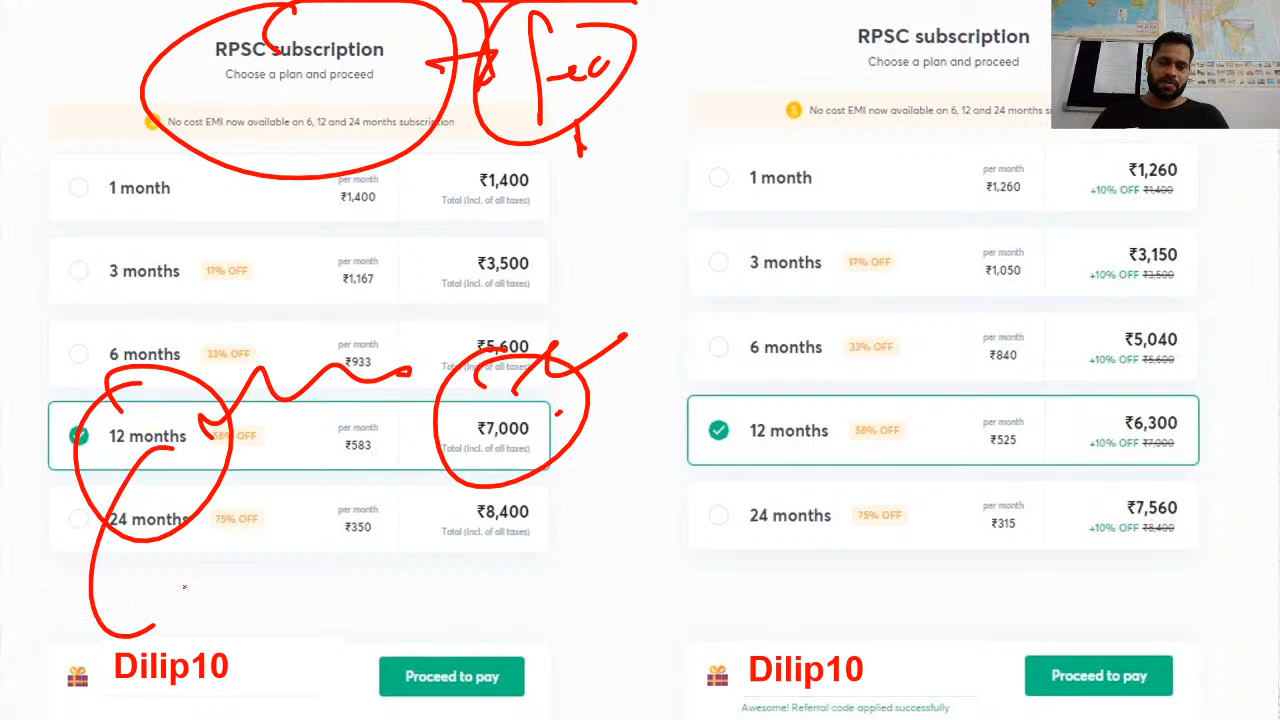 RPSC subscription
Choose a plan and proceed
No cost EMI now available on 6, 12 and 24 months subscription
1 month
per month
₹1,400
₹1,400
Total (Incl. of all taxes)
3 months
17% OFF
per month
₹1,167
₹3,500
Total (Incl. of all taxes)
6 months
33% OFF
per month
₹933
₹5,600
Total (Incl. of all taxes)
12 months
58% OFF
per month
₹583
₹7,000
Total (Incl. of all taxes)
24 months
75% OFF
per month
₹350
₹8,400
Total (Incl. of all taxes)
Dilip10
Proceed to pay
RPSC subscription
Choose a plan and proceed
No cost EMI now available on 6, 12 and 24 months
1 month
per month
₹1,260
₹1,260
+10% OFF ₹1,400
3 months
17% OFF
per month
₹1,050
₹3,150
+10% OFF ₹3,500
6 months
33% OFF
per month
₹840
₹5,040
+10% OFF ₹5,600
12 months
58% OFF
per month
₹525
₹6,300
+10% OFF ₹7,000
24 months
75% OFF
per month
₹315
₹7,560
+10% OFF ₹8,400
Dilip10
Proceed to pay
Awesome! Referral code applied successfully